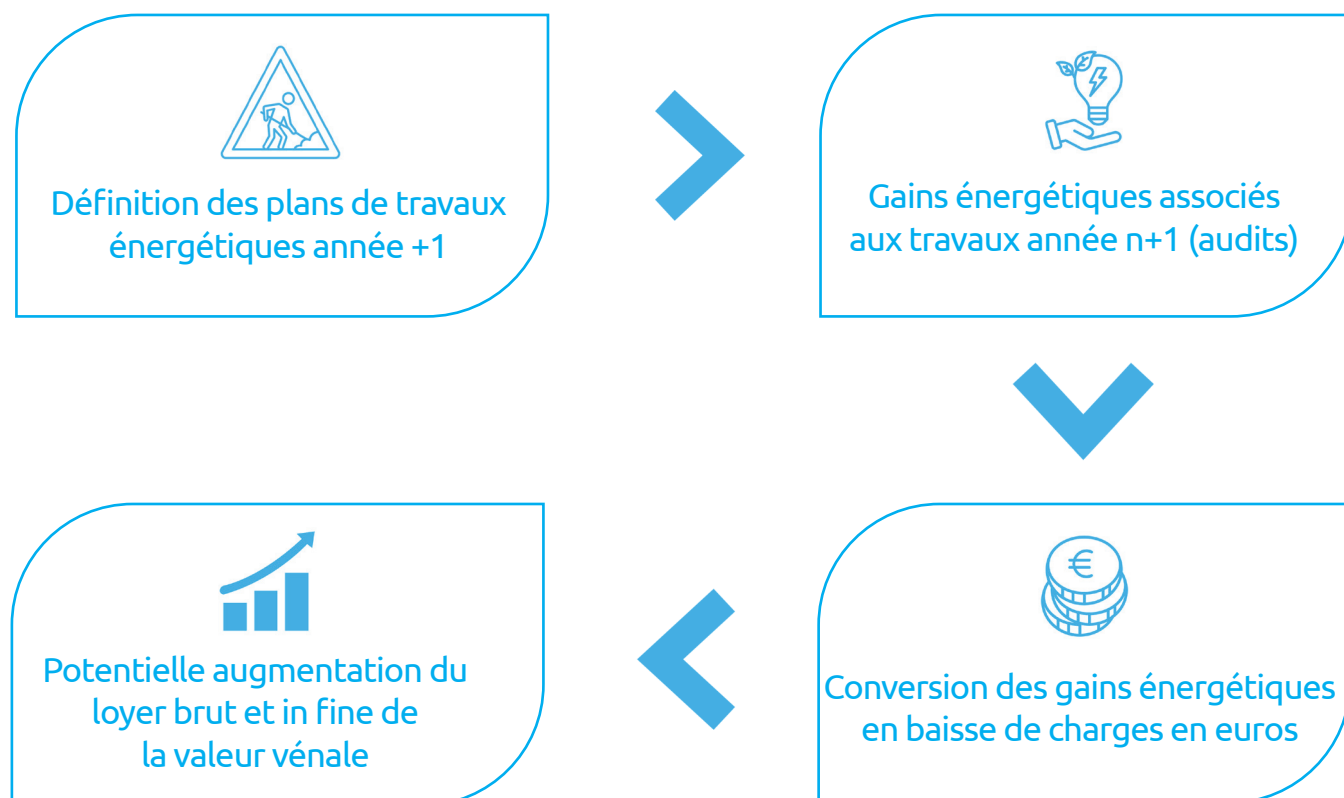 Définition des plans de travaux
énergétiques année +1
Gains énergétiques associés
aux travaux année n+1 (audits)
€
Conversion des gains énergétiques
en baisse de charges en euros
Potentielle augmentation du
loyer brut et in fine de
la valeur vénale